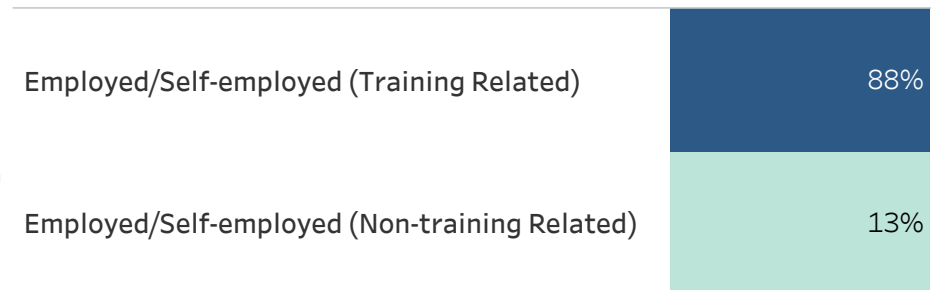 Employed/Self-employed (Training Related) 88%
Employed/Self-employed (Non-training Related) 13%